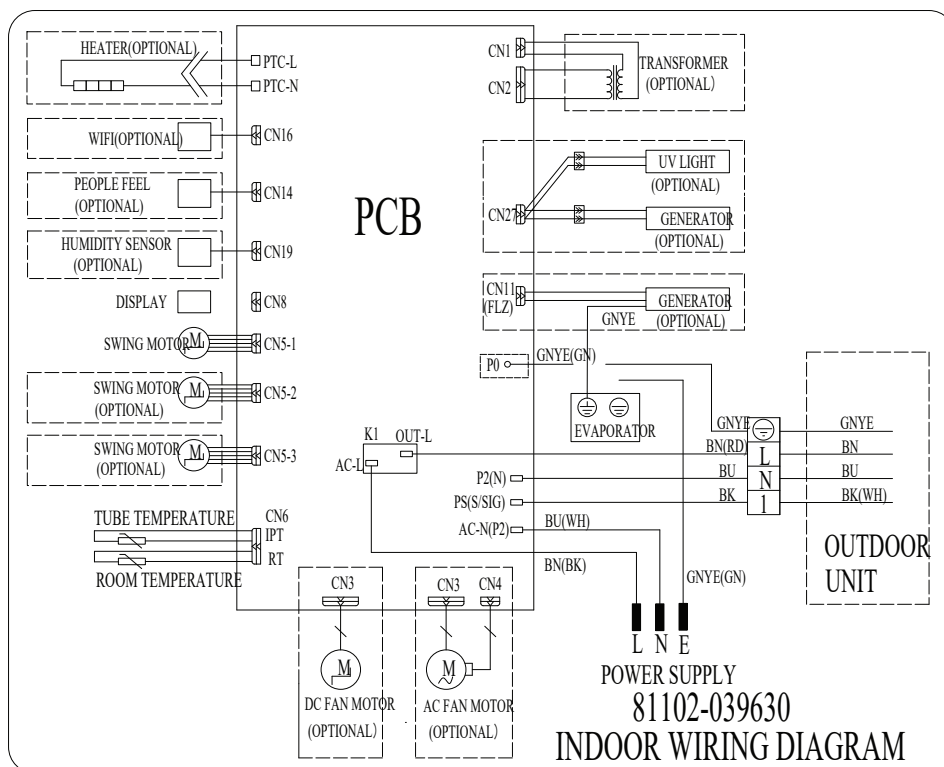 HEATER(OPTIONAL)
PTC-L
PTC-N
WIFI(OPTIONAL)
CN16
PEOPLE FEEL
(OPTIONAL)
CN14
HUMIDITY SENSOR
(OPTIONAL)
CN19
DISPLAY
CN8
SWING MOTOR
M
CN5-1
SWING MOTOR
(OPTIONAL)
M
CN5-2
SWING MOTOR
(OPTIONAL)
M
CN5-3
TUBE TEMPERATURE
CN6
IPT
RT
ROOM TEMPERATURE
PCB
CN1
CN2
TRANSFORMER
(OPTIONAL)
CN27
UV LIGHT
(OPTIONAL)
GENERATOR
(OPTIONAL)
CN11
(FLZ)
GENERATOR
(OPTIONAL)
GNYE
P0
GNYE(GN)
EVAPORATOR
K1
OUT-L
AC-L
P2(N)
PS(S/SIG)
AC-N(P2)
BU(WH)
BN(BK)
GNYE(GN)
GNYE
BN(RD)
BU
BK
L
N
1
GNYE
BN
BU
BK(WH)
OUTDOOR
UNIT
CN3
M
DC FAN MOTOR
(OPTIONAL)
CN3
CN4
M
AC FAN MOTOR
(OPTIONAL)
L N E
POWER SUPPLY
81102-039630
INDOOR WIRING DIAGRAM